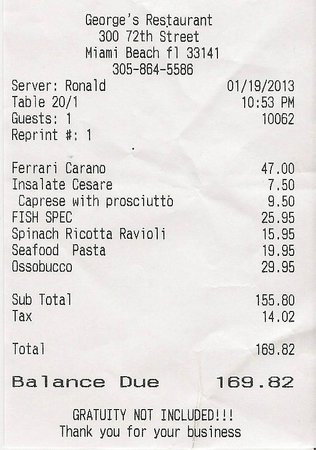 George's Restaurant
300 72th Street
Miami Beach fl 33141
305-864-5586
Server: Ronald 01/19/2013
Table 20/1 10:53 PM
Guests: 1 10062
Reprint #: 1
Ferrari Carano 47.00
Insalate Cesare 7.50
Caprese with prosciutto 9.50
FISH SPEC 25.95
Spinach Ricotta Ravioli 15.95
Seafood Pasta 19.95
Ossobucco 29.95
Sub Total 155.80
Tax 14.02
Total 169.82
Balance Due 169.82
GRATUITY NOT INCLUDED!!!
Thank you for your business